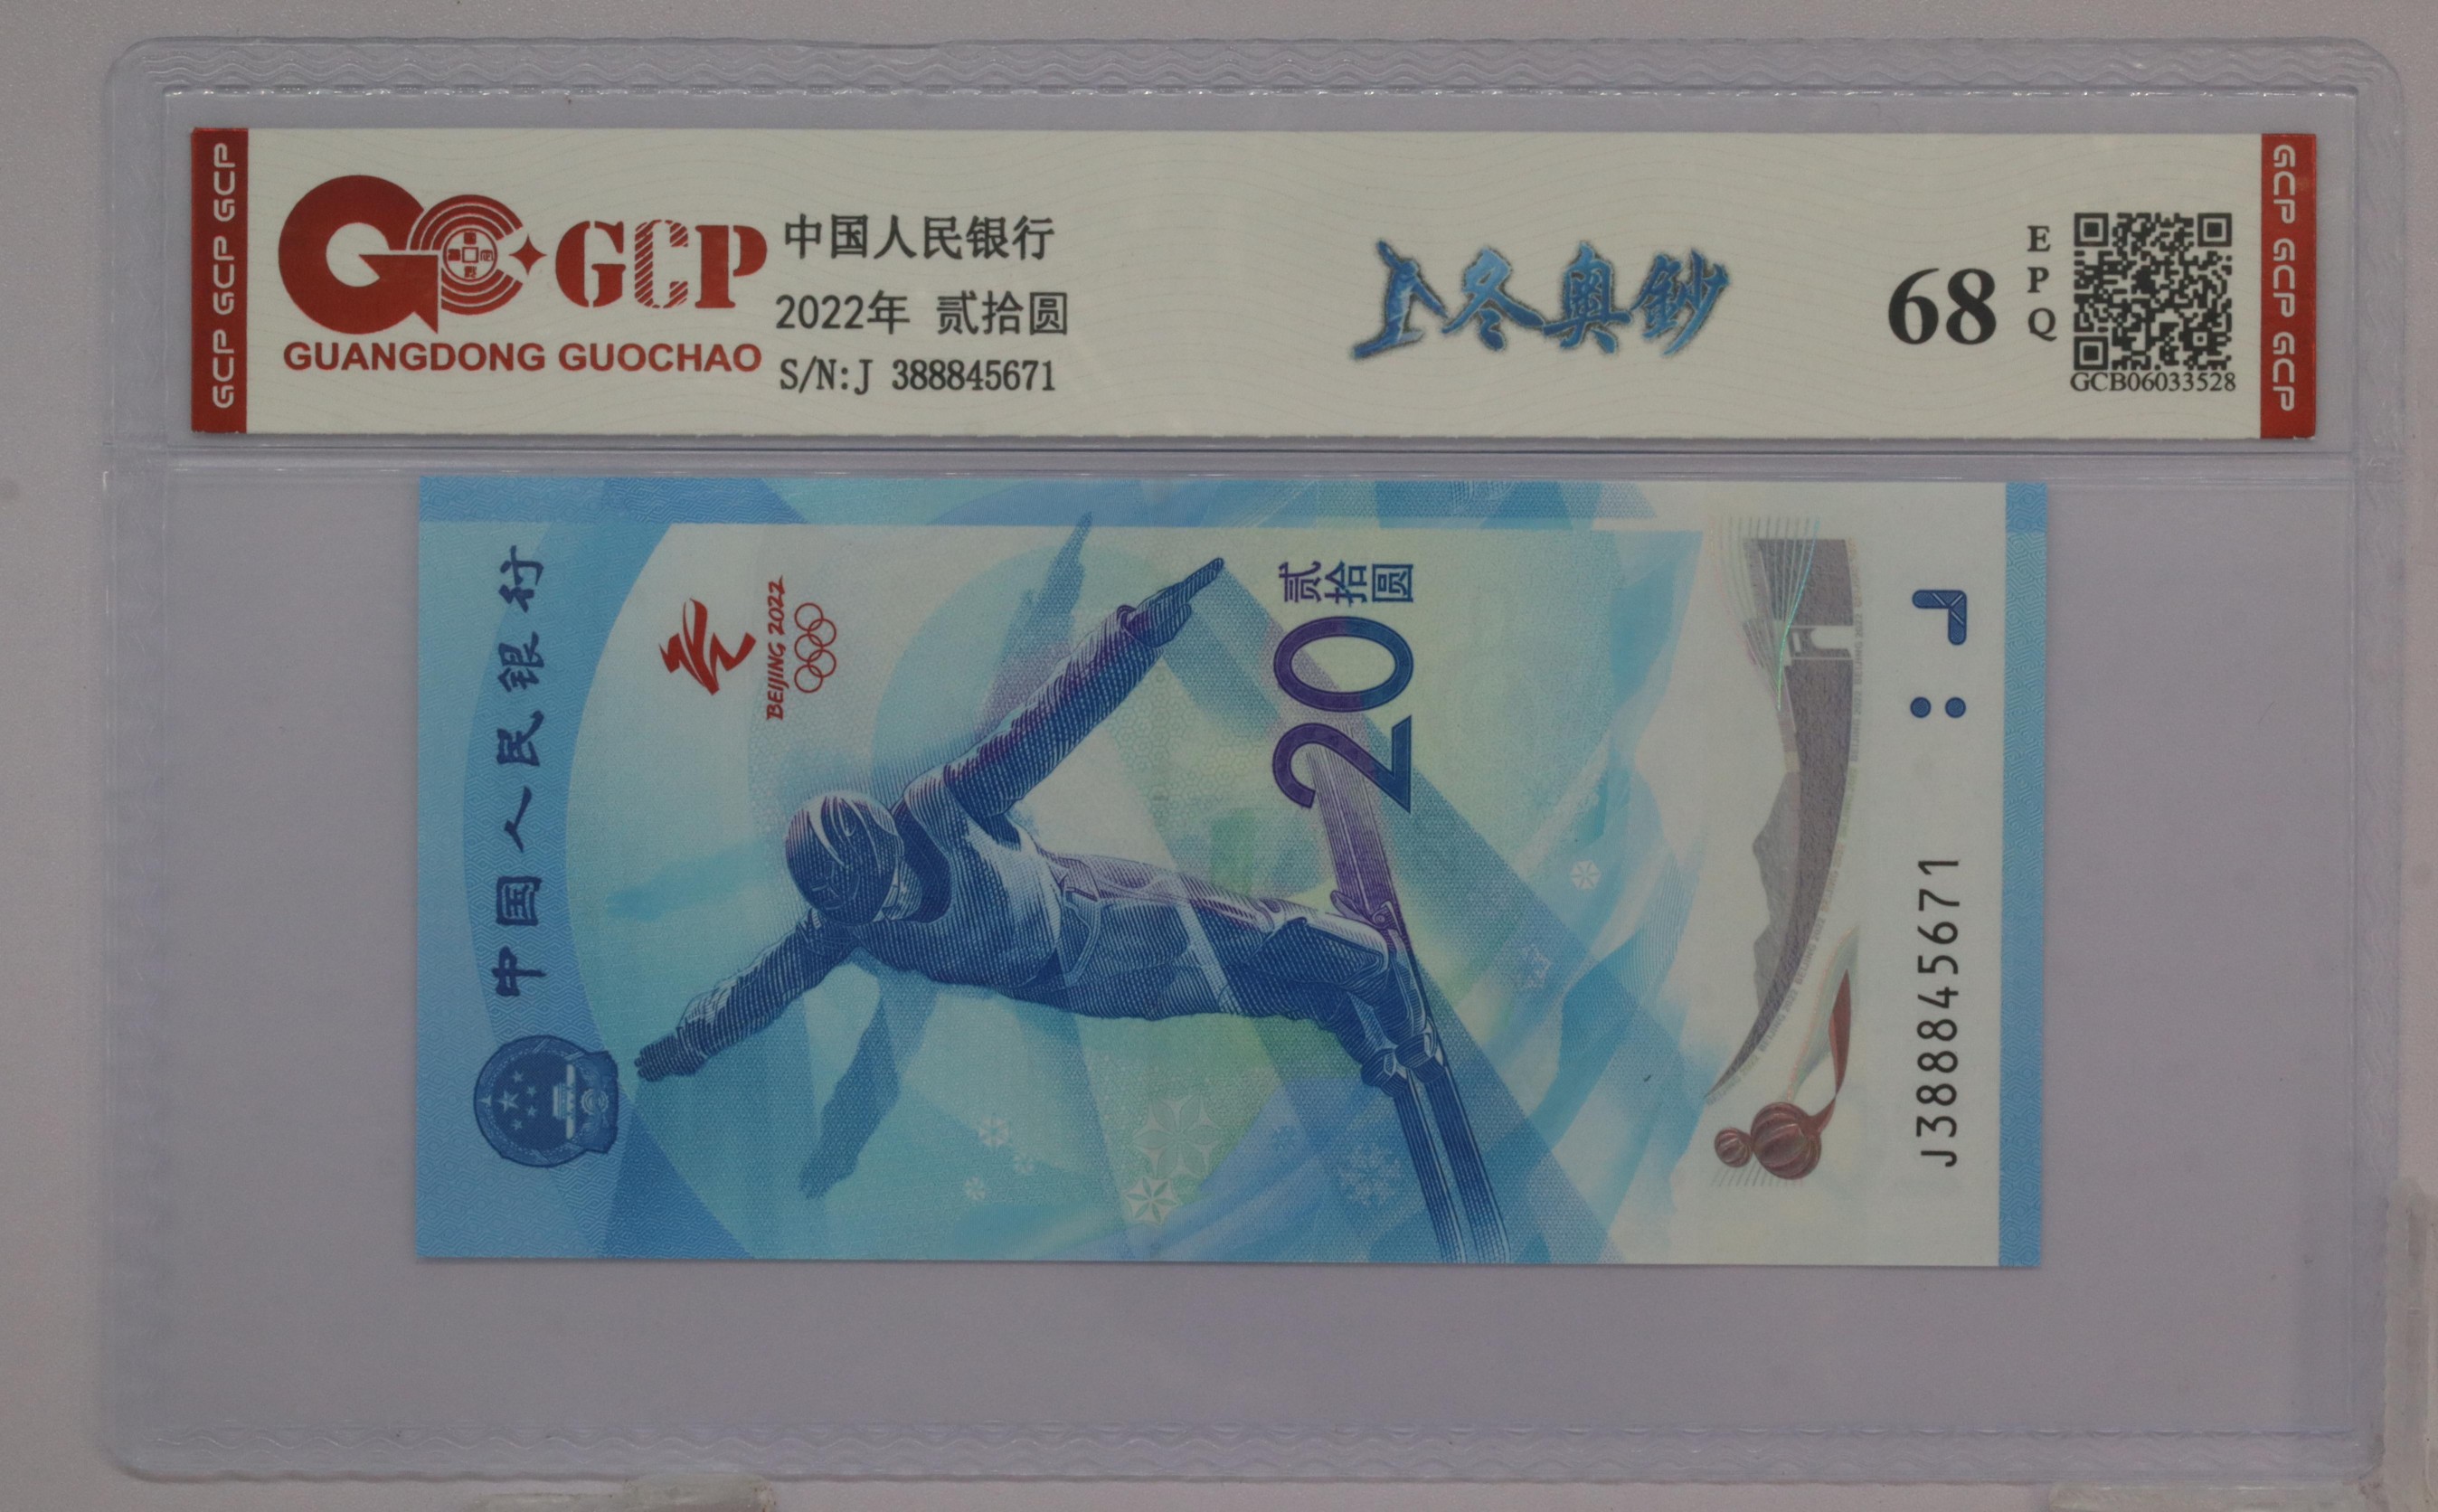 GCP GCP GCP
GCP
GUANGDONG GUOCHAO
中国人民银行
2022年 贰拾圆
S/N:J 388845671
冬奥鈔
68
EPQ
GCB06033528
GCP GCP GCP
中国人民银行
BEIJING 2022
贰拾圆
20
J388845671